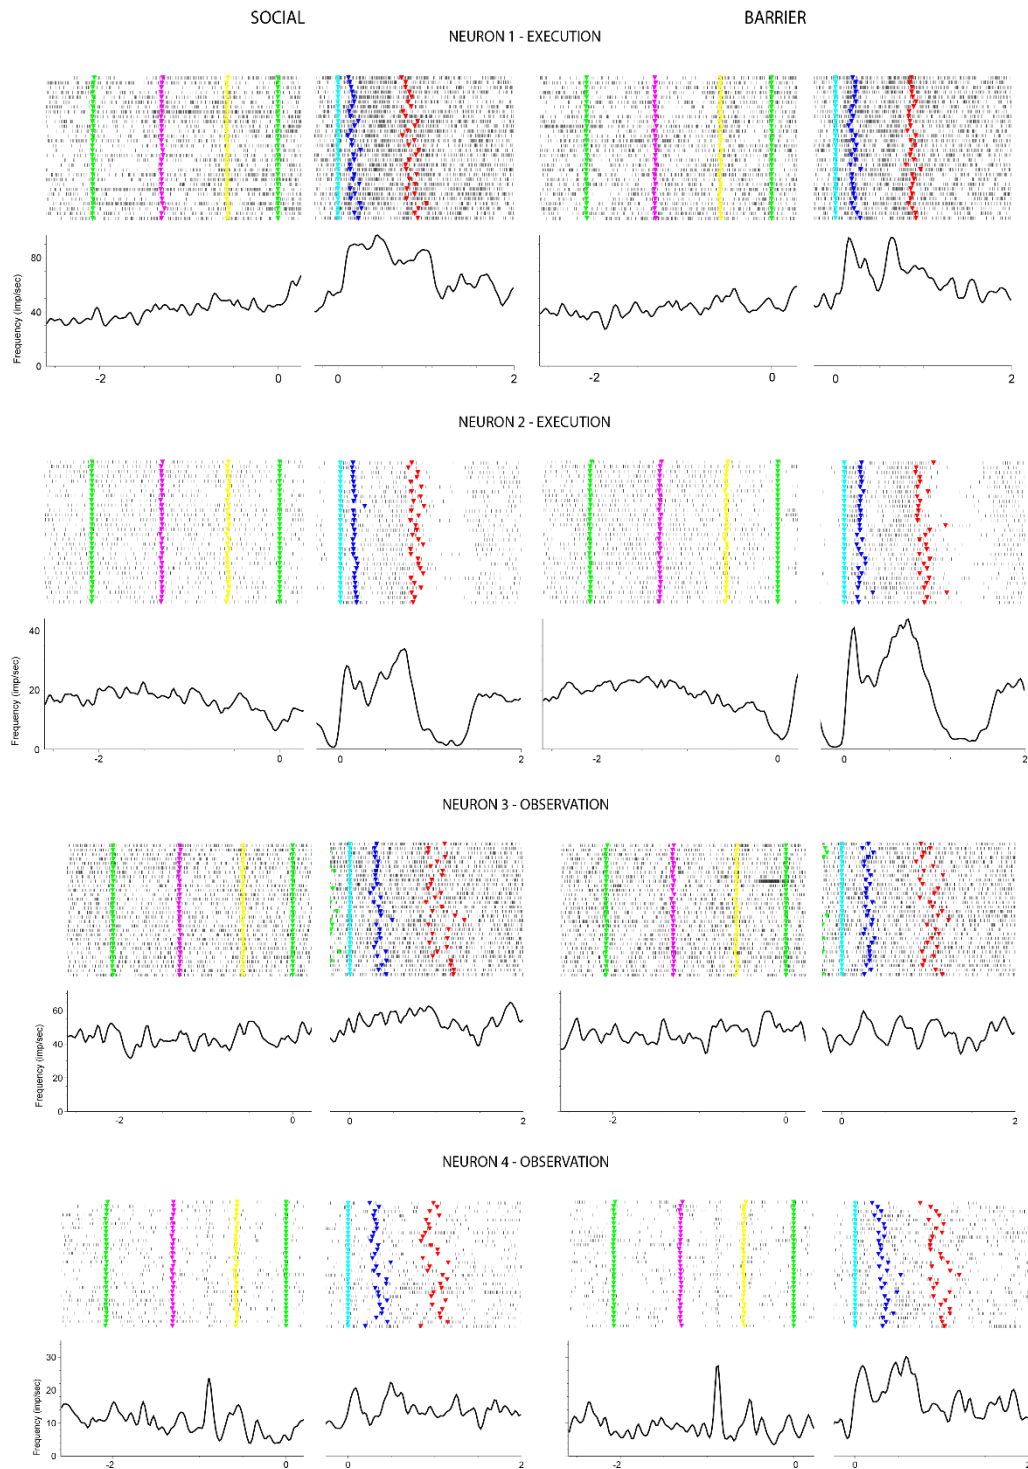 SOCIAL BARRIER
NEURON 1 - EXECUTION
Frequency (imp/sec)
80
40
0
-2 0 0 2 -2 0 0 2
NEURON 2 - EXECUTION
Frequency (imp/sec)
40
20
0
-2 0 0 2 -2 0 0 2
NEURON 3 - OBSERVATION
Frequency (imp/sec)
60
40
20
0
-2 0 0 2 -2 0 0 2
NEURON 4 - OBSERVATION
Frequency (imp/sec)
30
20
10
0
-2 0 0 2 -2 0 0 2